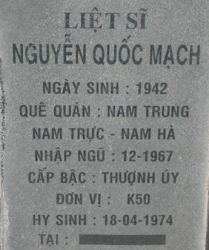 LIỆT SĨ
NGUYỄN QUỐC MẠCH
NGÀY SINH : 1942
QUÊ QUÁN : NAM TRUNG
NAM TRỰC - NAM HÀ
NHẬP NGŨ : 12-1967
CẤP BẬC : THƯỢNH ÚY
ĐƠN VỊ : K50
HY SINH : 18-04-1974
TẠI :